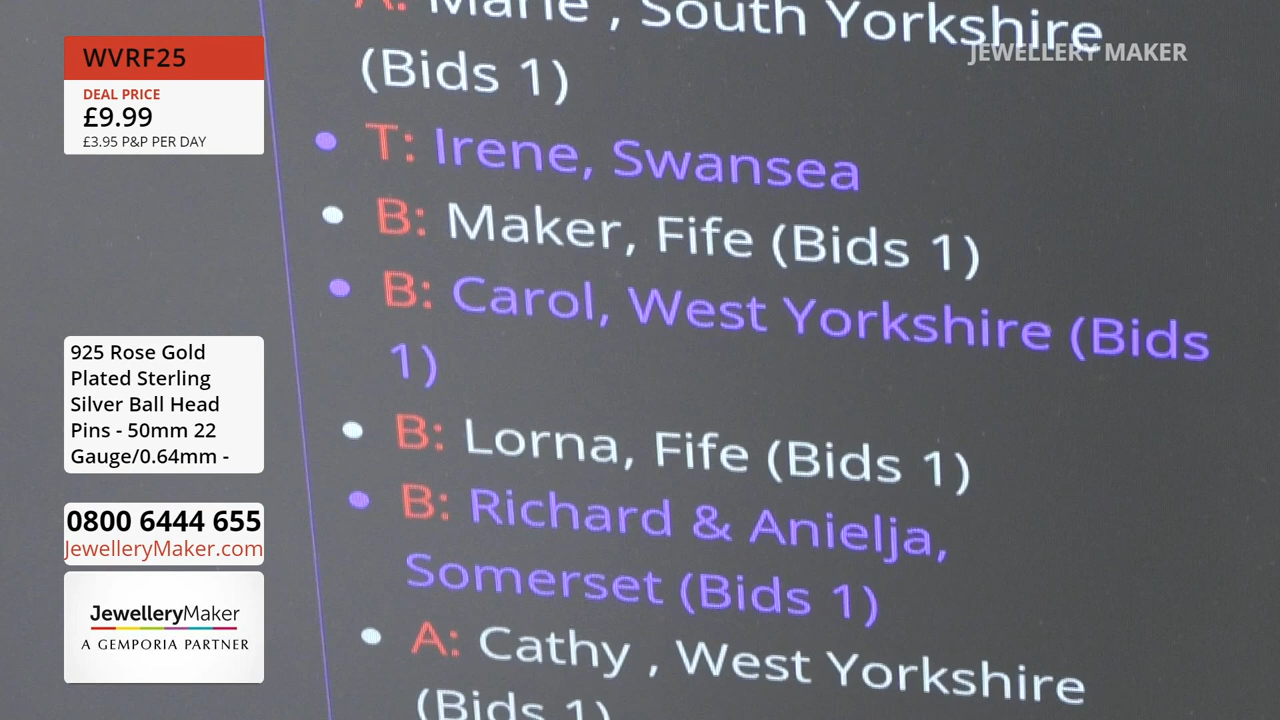 WVRF25
DEAL PRICE
£9.99
£3.95 P&P PER DAY
925 Rose Gold
Plated Sterling
Silver Ball Head
Pins - 50mm 22
Gauge/0.64mm -
0800 6444 655
JewelleryMaker.com
JewelleryMaker
A GEMPORIA PARTNER
JEWELLERY MAKER
A: Marie , South Yorkshire
(Bids 1)
T: Irene, Swansea
B: Maker, Fife (Bids 1)
B: Carol, West Yorkshire (Bids
1)
B: Lorna, Fife (Bids 1)
B: Richard & Anielja,
Somerset (Bids 1)
A: Cathy , West Yorkshire
(Bids 1)